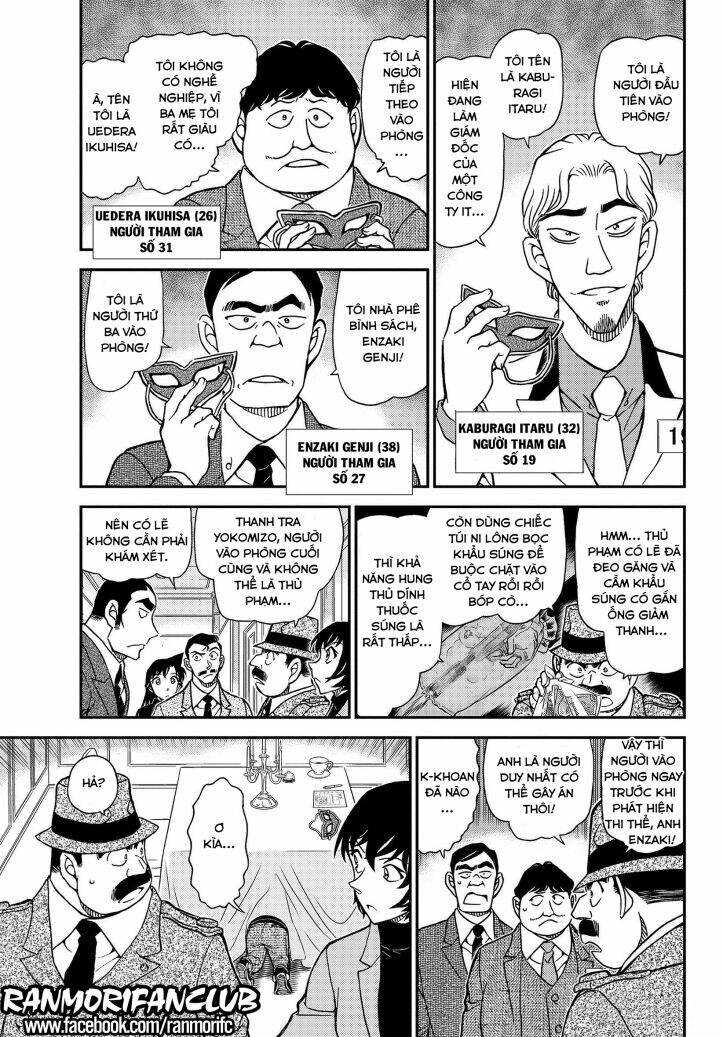 TÔI LÀ
NGƯỜI ĐẦU
TIÊN VÀO
PHÒNG!
TÔI TÊN
LÀ KABU-
RAGI
ITARU!
HIỆN
ĐANG
LÀM
GIÁM
ĐỐC
CỦA
MỘT
CÔNG
TY IT...
KABURAGI ITARU (32)
NGƯỜI THAM GIA
SỐ 19
19
TÔI LÀ
NGƯỜI
TIẾP
THEO VÀO
PHÒNG
...
TÔI KHÔNG
CÓ NGHỀ
NGHIỆP, VÌ
BA MẸ TÔI
RẤT GIÀU
CÓ...
À, TÊN
TÔI LÀ
UEDERA
IKUHISA!
UEDERA IKUHISA (26)
NGƯỜI THAM GIA
SỐ 31
TÔI NHÀ PHÊ
BÌNH SÁCH,
ENZAKI
GENJI!
TÔI LÀ
NGƯỜI THỨ
BA VÀO
PHÒNG!
ENZAKI GENJI (38)
NGƯỜI THAM GIA
SỐ 27
HMM... THỦ
PHẠM CÓ LẼ ĐÃ
ĐEO GĂNG VÀ
CẦM KHẨU
SÚNG CÓ GẮN
ỐNG GIẢM
THANH...
CÒN DÙNG CHIẾC
TÚI NI LÔNG BỌC
KHẨU SÚNG ĐỂ
BUỘC CHẶT VÀO
CỔ TAY RỒI RỒI
BÓP CÒ...
THÌ KHẢ
NĂNG HUNG
THỦ DÍNH
THUỐC
SÚNG LÀ
RẤT THẤP...
THANH TRA
YOKOMIZO, NGƯỜI
VÀO PHÒNG CUỐI
CÙNG VÀ KHÔNG
THỂ LÀ THỦ
PHẠM...
NÊN CÓ LẼ
KHÔNG CẦN PHẢI
KHÁM XÉT.
VẬY THÌ
NGƯỜI VÀO
PHÒNG NGAY
TRƯỚC KHI
PHÁT HIỆN
THI THỂ, ANH
ENZAKI!
ANH LÀ NGƯỜI
DUY NHẤT CÓ
THỂ GÂY ÁN
THÔI!
K-KHOAN
ĐÃ NÀO
...
Ơ
KÌA...
HẢ?
RANMORIFANCLUB
www.facebook.com/ranmorifc